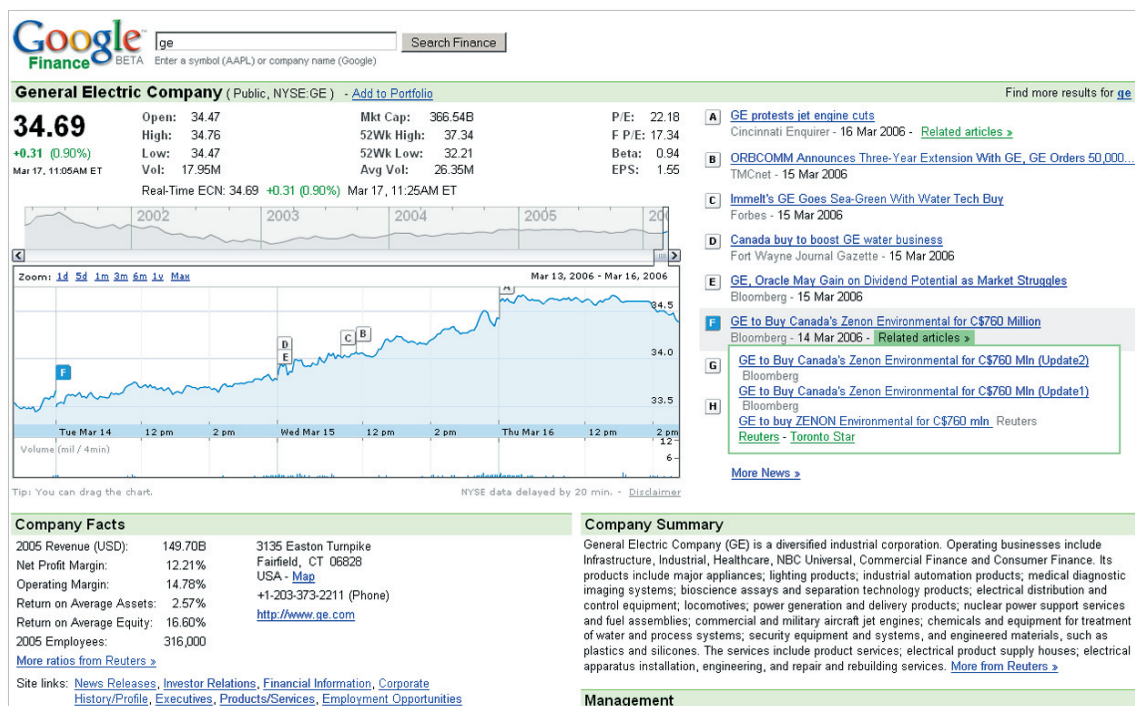 Google™
Finance BETA
ge
Search Finance
Enter a symbol (AAPL) or company name (Google)
General Electric Company ( Public, NYSE:GE ) - Add to Portfolio
Find more results for ge
34.69
+0.31 (0.90%)
Mar 17, 11:05AM ET
Open: 34.47
High: 34.76
Low: 34.47
Vol: 17.95M
Mkt Cap: 366.54B
52Wk High: 37.34
52Wk Low: 32.21
Avg Vol: 26.35M
P/E: 22.18
F P/E: 17.34
Beta: 0.94
EPS: 1.55
Real-Time ECN: 34.69 +0.31 (0.90%) Mar 17, 11:25AM ET
2002 2003 2004 2005 200
Zoom: 1d 5d 1m 3m 6m 1y Max
Mar 13, 2006 - Mar 16, 2006
A
34.5
D
E
C
B
34.0
F
33.5
Tue Mar 14 12 pm 2 pm Wed Mar 15 12 pm 2 pm Thu Mar 16 12 pm 2 pm
Volume (mil / 4min)
12
6
Tip: You can drag the chart.
NYSE data delayed by 20 min. - Disclaimer
A GE protests jet engine cuts
Cincinnati Enquirer - 16 Mar 2006 - Related articles »
B ORBCOMM Announces Three-Year Extension With GE, GE Orders 50,000...
TMCnet - 15 Mar 2006
C Immelt's GE Goes Sea-Green With Water Tech Buy
Forbes - 15 Mar 2006
D Canada buy to boost GE water business
Fort Wayne Journal Gazette - 15 Mar 2006
E GE, Oracle May Gain on Dividend Potential as Market Struggles
Bloomberg - 15 Mar 2006
F GE to Buy Canada's Zenon Environmental for C$760 Million
Bloomberg - 14 Mar 2006 - Related articles »
G GE to Buy Canada's Zenon Environmental for C$760 Mln (Update2)
Bloomberg
GE to Buy Canada's Zenon Environmental for C$760 Mln (Update1)
H Bloomberg
GE to buy ZENON Environmental for C$760 mln Reuters
Reuters - Toronto Star
More News »
Company Facts
2005 Revenue (USD): 149.70B
Net Profit Margin: 12.21%
Operating Margin: 14.78%
Return on Average Assets: 2.57%
Return on Average Equity: 16.60%
2005 Employees: 316,000
More ratios from Reuters »
3135 Easton Turnpike
Fairfield, CT 06828
USA - Map
+1-203-373-2211 (Phone)
http://www.ge.com
Site links: News Releases, Investor Relations, Financial Information, Corporate
History/Profile, Executives, Products/Services, Employment Opportunities
Company Summary
General Electric Company (GE) is a diversified industrial corporation. Operating businesses include
Infrastructure, Industrial, Healthcare, NBC Universal, Commercial Finance and Consumer Finance. Its
products include major appliances; lighting products; industrial automation products; medical diagnostic
imaging systems; bioscience assays and separation technology products; electrical distribution and
control equipment; locomotives; power generation and delivery products; nuclear power support services
and fuel assemblies; commercial and military aircraft jet engines; chemicals and equipment for treatment
of water and process systems; security equipment and systems, and engineered materials, such as
plastics and silicones. The services include product services; electrical product supply houses; electrical
apparatus installation, engineering, and repair and rebuilding services. More from Reuters »
Management